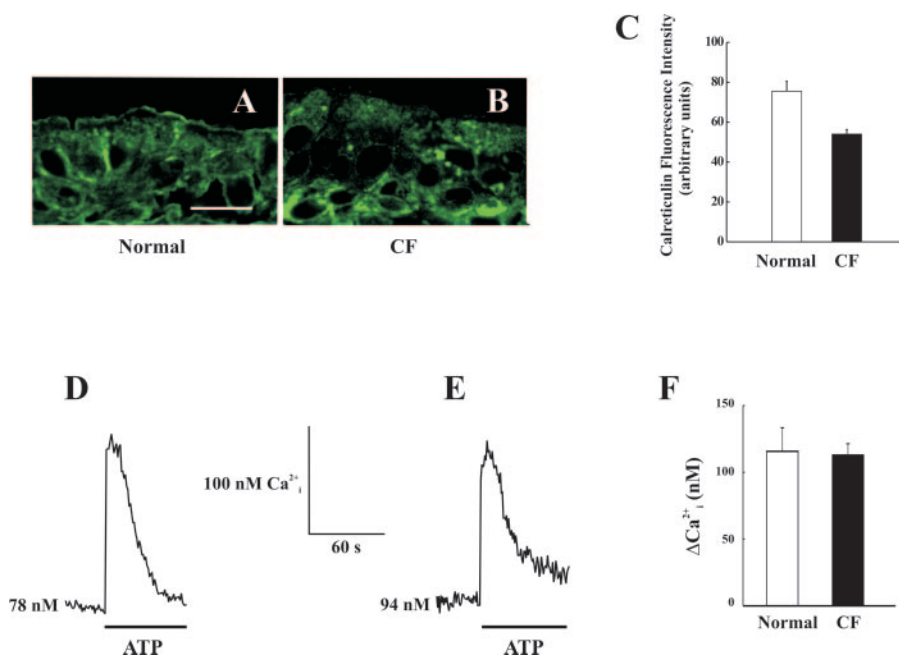 A
B
Normal
CF
C
Calreticulin Fluorescence Intensity
(arbitrary units)
100
80
60
40
20
0
Normal
CF
D
78 nM
ATP
100 nM Ca²⁺ᵢ
60 s
E
94 nM
ATP
F
ΔCa²⁺ᵢ (nM)
150
100
50
0
Normal
CF